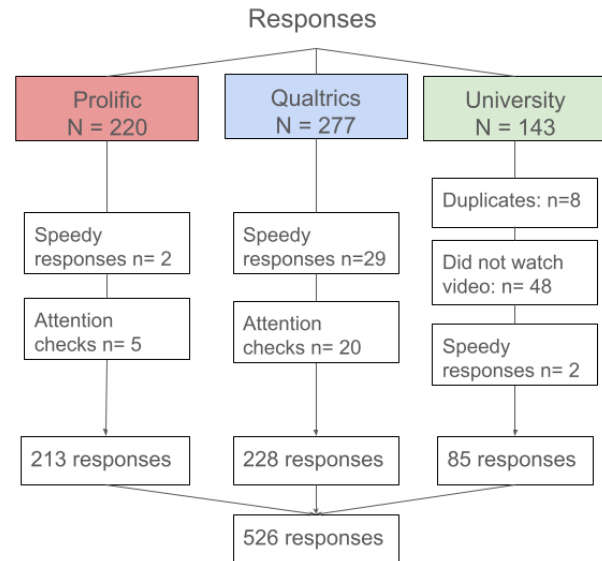 Responses
Prolific
N = 220
Qualtrics
N = 277
University
N = 143
Speedy
responses n= 2
Attention
checks n= 5
Speedy
responses n=29
Attention
checks n= 20
Duplicates: n=8
Did not watch
video: n= 48
Speedy
responses n= 2
213 responses
228 responses
85 responses
526 responses